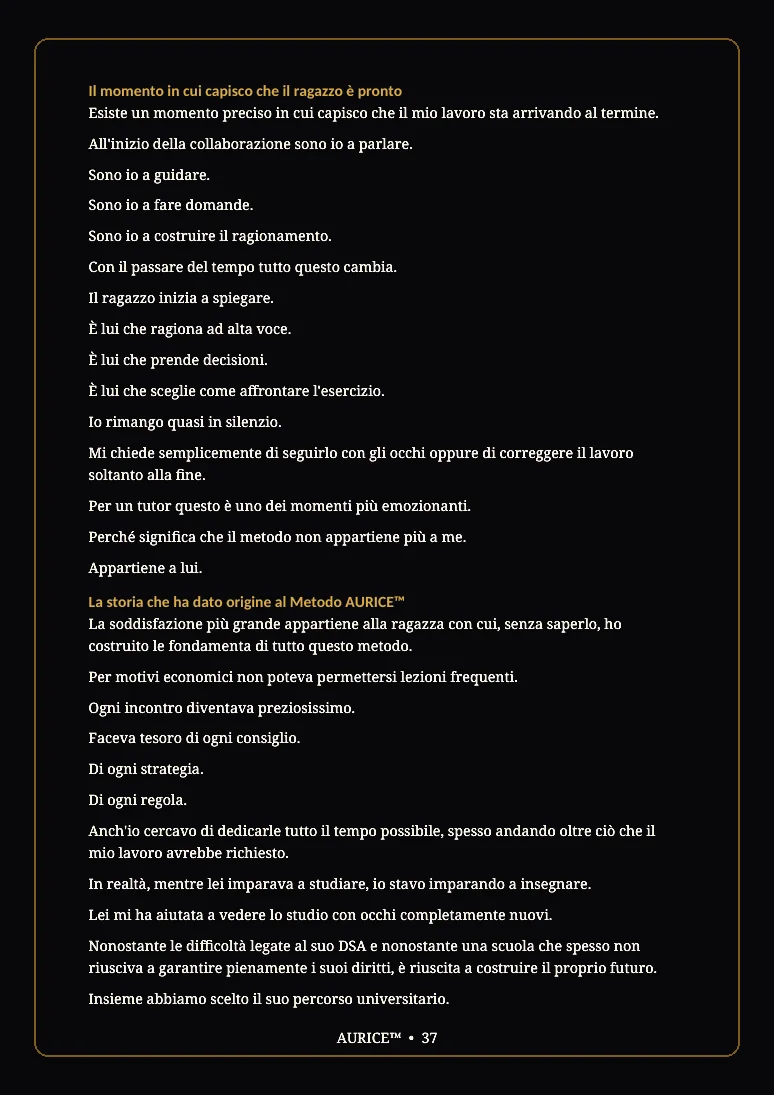 Il momento in cui capisco che il ragazzo è pronto
Esiste un momento preciso in cui capisco che il mio lavoro sta arrivando al termine.
All'inizio della collaborazione sono io a parlare.
Sono io a guidare.
Sono io a fare domande.
Sono io a costruire il ragionamento.
Con il passare del tempo tutto questo cambia.
Il ragazzo inizia a spiegare.
È lui che ragiona ad alta voce.
È lui che prende decisioni.
È lui che sceglie come affrontare l'esercizio.
Io rimango quasi in silenzio.
Mi chiede semplicemente di seguirlo con gli occhi oppure di correggere il lavoro
soltanto alla fine.
Per un tutor questo è uno dei momenti più emozionanti.
Perché significa che il metodo non appartiene più a me.
Appartiene a lui.
La storia che ha dato origine al Metodo AURICE™
La soddisfazione più grande appartiene alla ragazza con cui, senza saperlo, ho
costruito le fondamenta di tutto questo metodo.
Per motivi economici non poteva permettersi lezioni frequenti.
Ogni incontro diventava preziosissimo.
Faceva tesoro di ogni consiglio.
Di ogni strategia.
Di ogni regola.
Anch'io cercavo di dedicarle tutto il tempo possibile, spesso andando oltre ciò che il
mio lavoro avrebbe richiesto.
In realtà, mentre lei imparava a studiare, io stavo imparando a insegnare.
Lei mi ha aiutata a vedere lo studio con occhi completamente nuovi.
Nonostante le difficoltà legate al suo DSA e nonostante una scuola che spesso non
riusciva a garantire pienamente i suoi diritti, è riuscita a costruire il proprio futuro.
Insieme abbiamo scelto il suo percorso universitario.
AURICE™ • 37